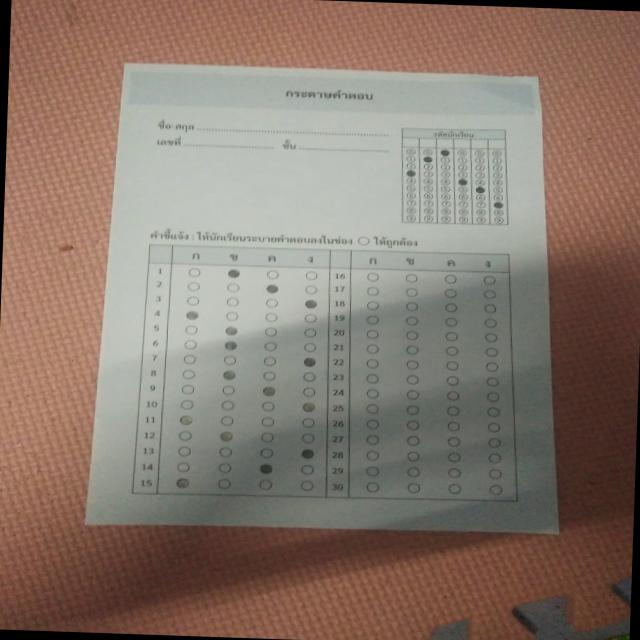 กระดาษคำตอบ
ชื่อ-สกุล
เลขที่ ชั้น
รหัสนักเรียน
คำชี้แจ้ง : ให้นักเรียนระบายคำตอบลงในช่อง ให้ถูกต้อง
ก ข ค ง ก ข ค ง
1 16
2 17
3 18
4 19
5 20
6 21
7 22
8 23
9 24
10 25
11 26
12 27
13 28
14 29
15 30